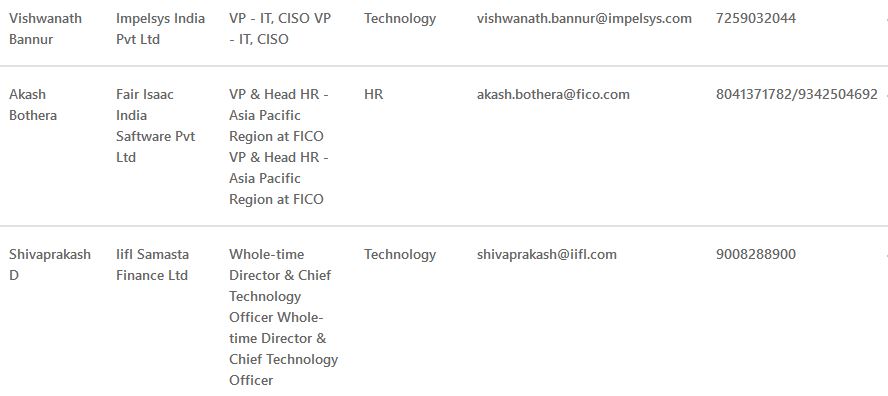 Vishwanath Bannur
Impelsys India Pvt Ltd
VP - IT, CISO VP - IT, CISO
Technology
vishwanath.bannur@impelsys.com
7259032044
Akash Bothera
Fair Isaac India Saftware Pvt Ltd
VP & Head HR - Asia Pacific Region at FICO VP & Head HR - Asia Pacific Region at FICO
HR
akash.bothera@fico.com
8041371782/9342504692
Shivaprakash D
Iifl Samasta Finance Ltd
Whole-time Director & Chief Technology Officer Whole-time Director & Chief Technology Officer
Technology
shivaprakash@iifl.com
9008288900